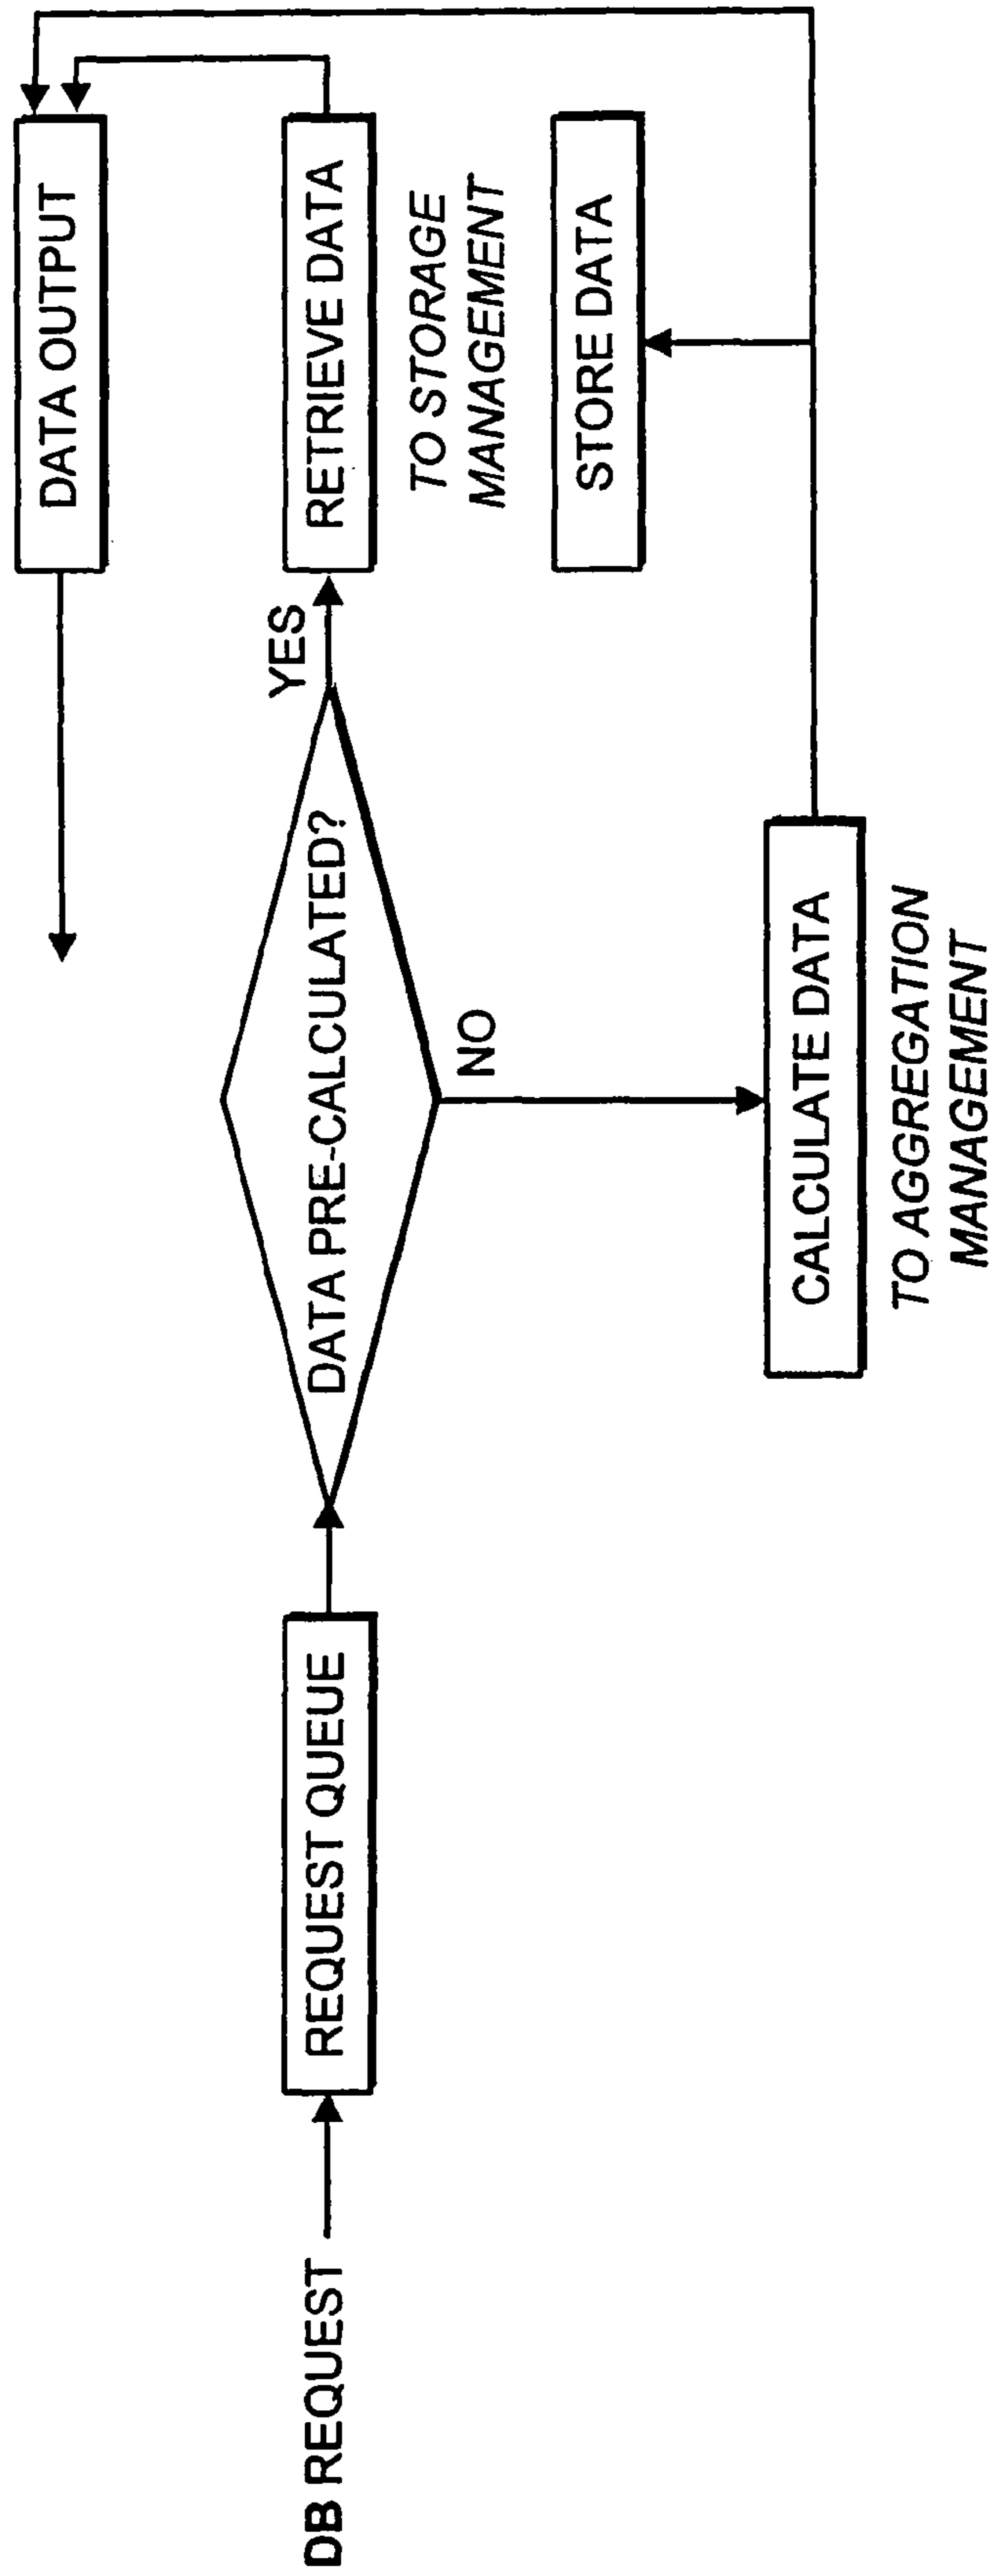 DATA OUTPUT
DB REQUEST
REQUEST QUEUE
DATA PRE-CALCULATED?
YES
RETRIEVE DATA
TO STORAGE
MANAGEMENT
NO
STORE DATA
CALCULATE DATA
TO AGGREGATION
MANAGEMENT